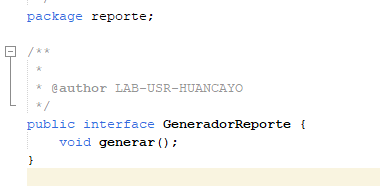 package reporte;
/**
*
* @author LAB-USR-HUANCAYO
*/
public interface GeneradorReporte {
void generar();
}